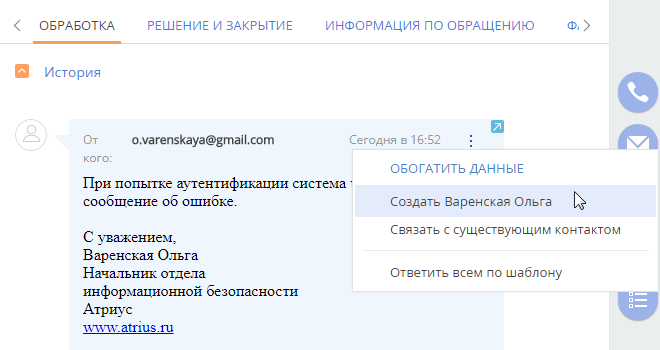 ОБРАБОТКА РЕШЕНИЕ И ЗАКРЫТИЕ ИНФОРМАЦИЯ ПО ОБРАЩЕНИЮ
История
От кого: o.varenskaya@gmail.com Сегодня в 16:52
ОБОГАТИТЬ ДАННЫЕ
Создать Варенская Ольга
Связать с существующим контактом
Ответить всем по шаблону
При попытке аутентификации система
сообщение об ошибке.
С уважением,
Варенская Ольга
Начальник отдела
информационной безопасности
Атриус
www.atrius.ru